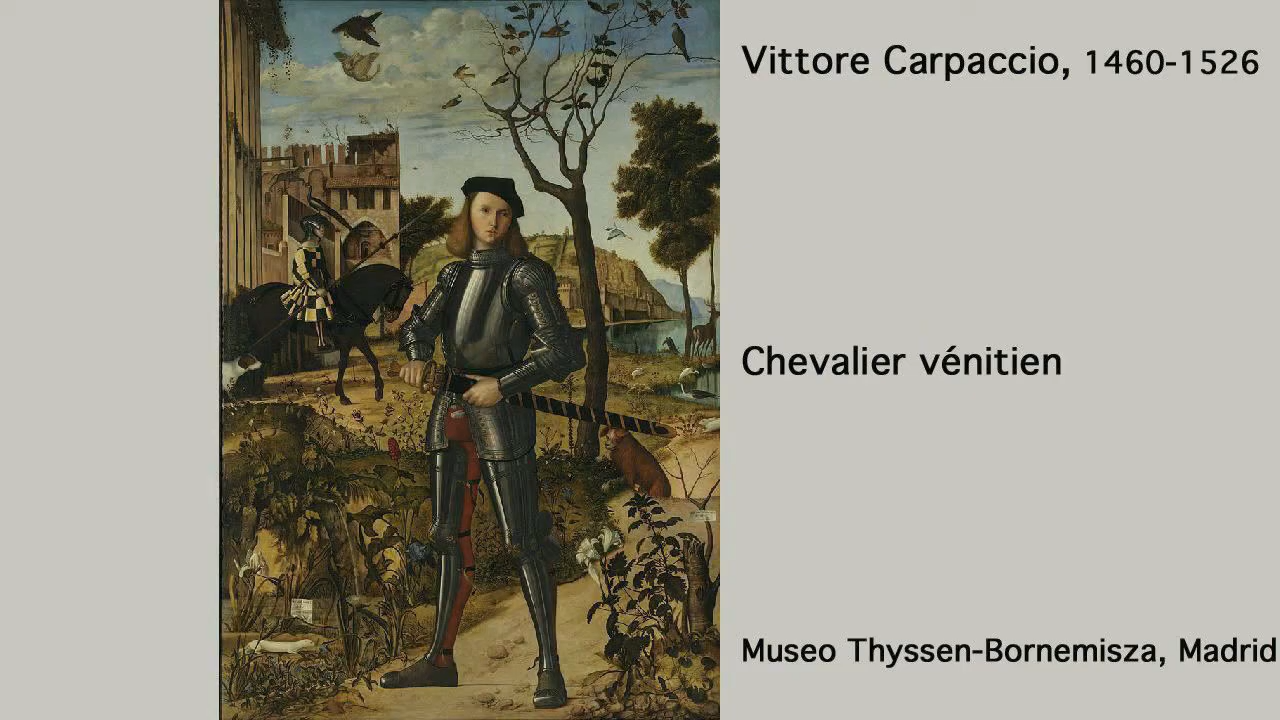 Vittore Carpaccio, 1460-1526
Chevalier vénitien
Museo Thyssen-Bornemisza, Madrid